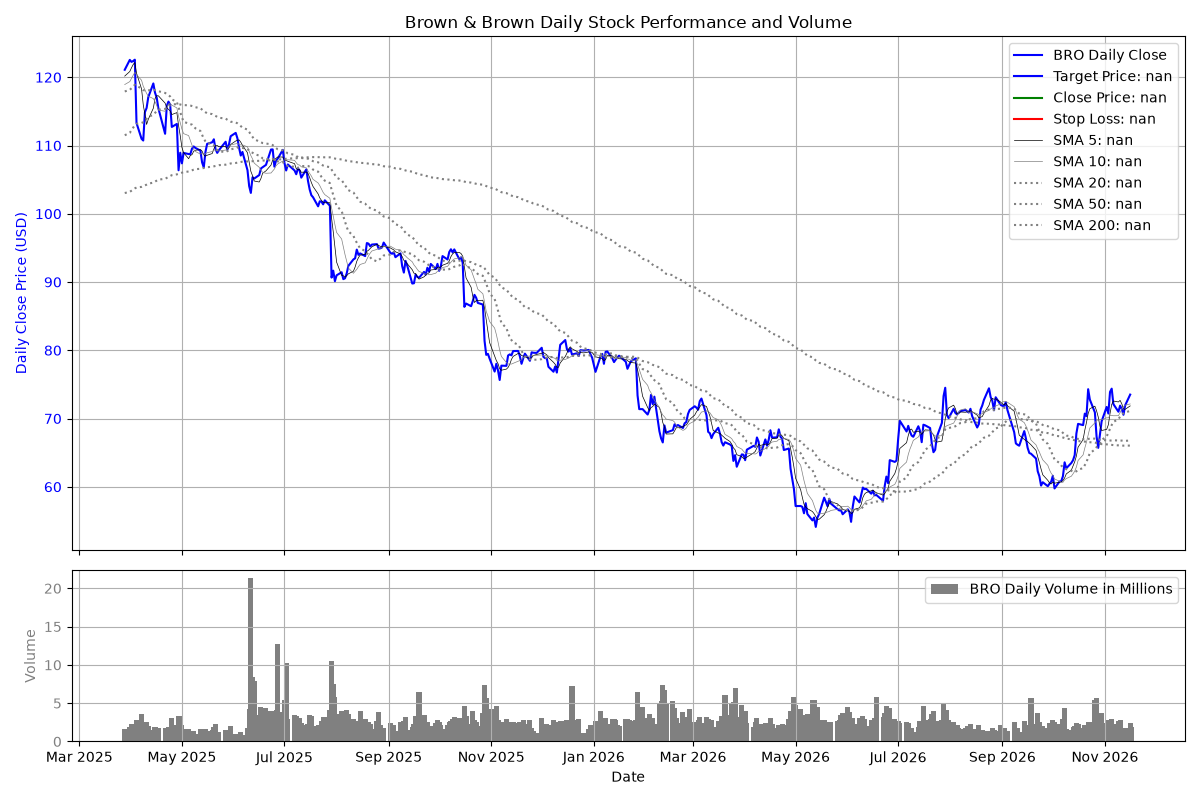 Brown & Brown Daily Stock Performance and Volume
Daily Close Price (USD)
120
110
100
90
80
70
60
BRO Daily Close
Target Price: nan
Close Price: nan
Stop Loss: nan
SMA 5: nan
SMA 10: nan
SMA 20: nan
SMA 50: nan
SMA 200: nan
Volume
20
15
10
5
0
BRO Daily Volume in Millions
Mar 2025 May 2025 Jul 2025 Sep 2025 Nov 2025 Jan 2026 Mar 2026 May 2026 Jul 2026 Sep 2026 Nov 2026
Date